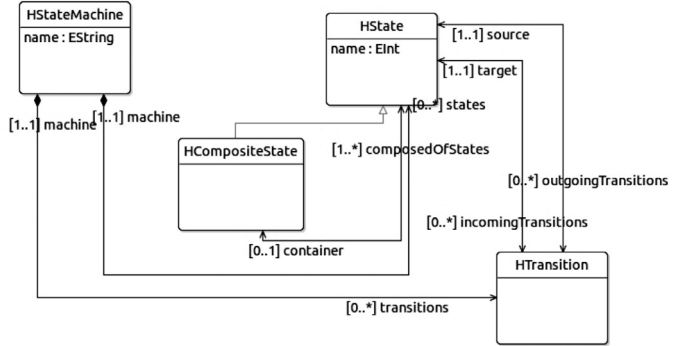 HStateMachine
name : EString
HState
name : EInt
[1..1] source
[1..1] target
[0..*] states
[1..1] machine
[1..1] machine
HCompositeState
[1..*] composedOfStates
[0..*] outgoingTransitions
[0..*] incomingTransitions
[0..1] container
HTransition
[0..*] transitions